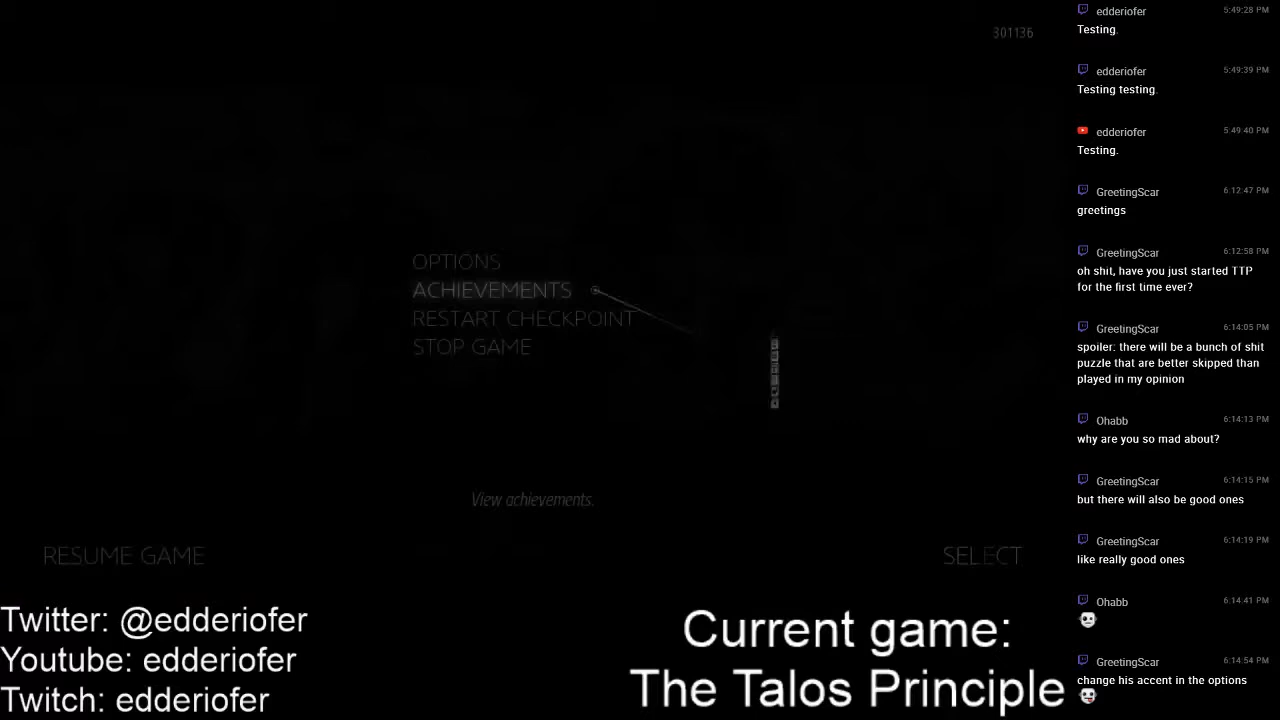 301136
OPTIONS
ACHIEVEMENTS
RESTART CHECKPOINT
STOP GAME
View achievements.
RESUME GAME
SELECT
Twitter: @edderiofer
Youtube: edderiofer
Twitch: edderiofer
Current game:
The Talos Principle
edderiofer 5:49:28 PM
Testing.
edderiofer 5:49:39 PM
Testing testing.
edderiofer 5:49:40 PM
Testing.
GreetingScar 6:12:47 PM
greetings
GreetingScar 6:12:58 PM
oh shit, have you just started TTP
for the first time ever?
GreetingScar 6:14:05 PM
spoiler: there will be a bunch of shit
puzzle that are better skipped than
played in my opinion
Ohabb 6:14:13 PM
why are you so mad about?
GreetingScar 6:14:15 PM
but there will also be good ones
GreetingScar 6:14:19 PM
like really good ones
Ohabb 6:14:41 PM
GreetingScar 6:14:54 PM
change his accent in the options